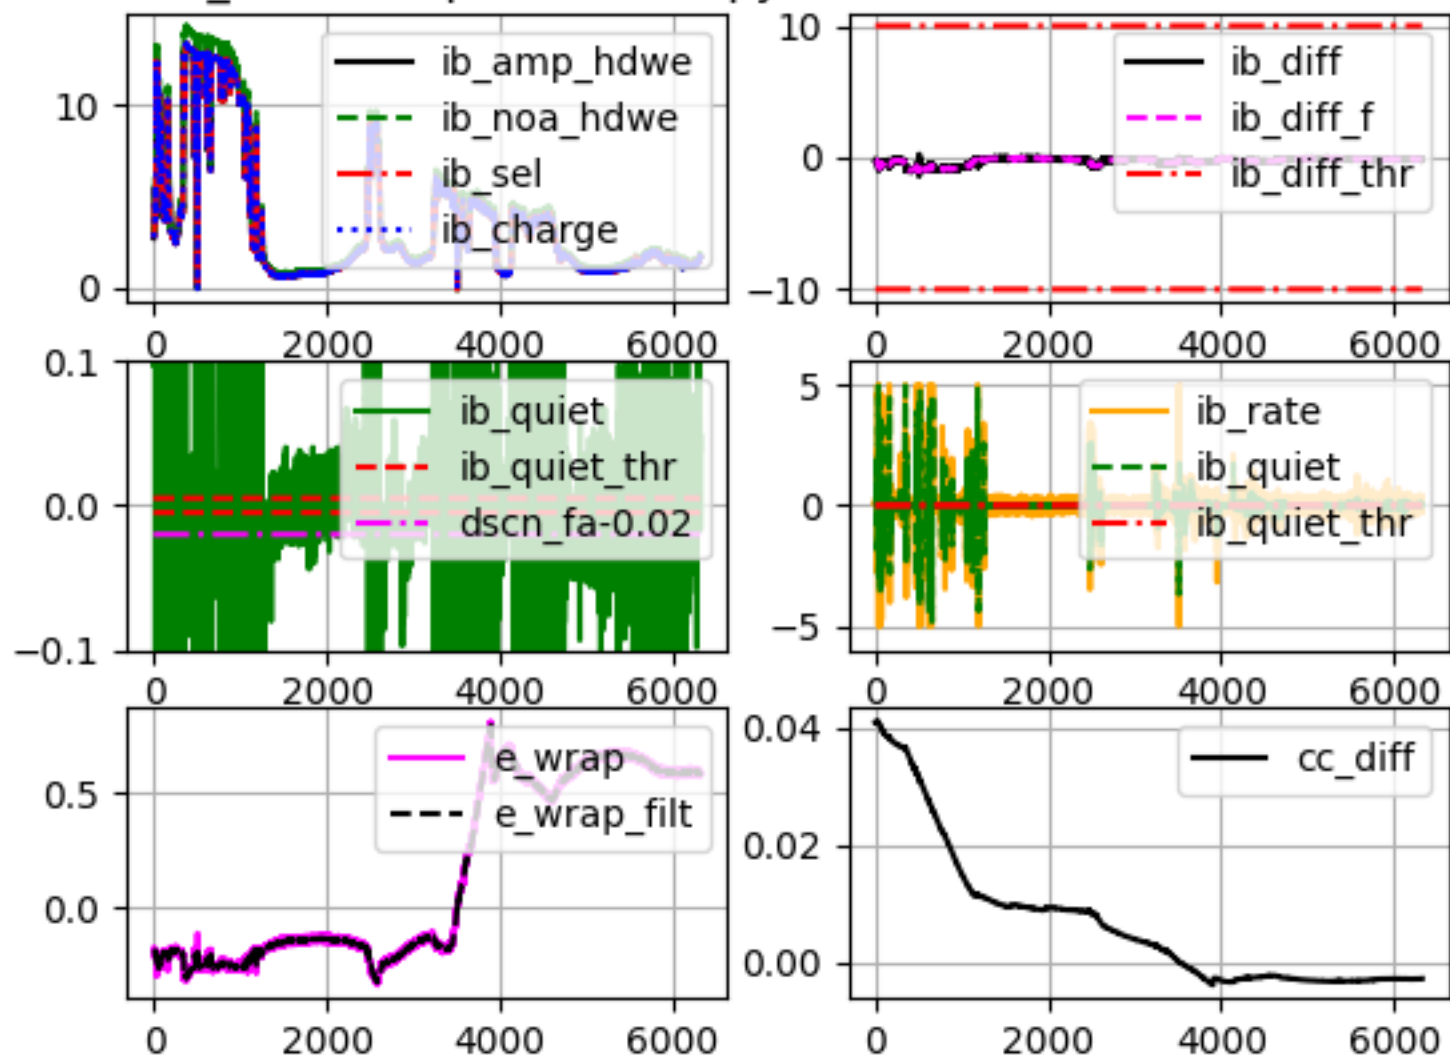 ib_amp_hdwe
ib_noa_hdwe
ib_sel
ib_charge
10
0
0 2000 4000 6000
ib_diff
ib_diff_f
ib_diff_thr
10
0
−10
0 2000 4000 6000
ib_quiet
ib_quiet_thr
dscn_fa-0.02
0.1
0.0
−0.1
0 2000 4000 6000
ib_rate
ib_quiet
ib_quiet_thr
5
0
−5
0 2000 4000 6000
e_wrap
e_wrap_filt
0.5
0.0
0 2000 4000 6000
cc_diff
0.04
0.02
0.00
0 2000 4000 6000